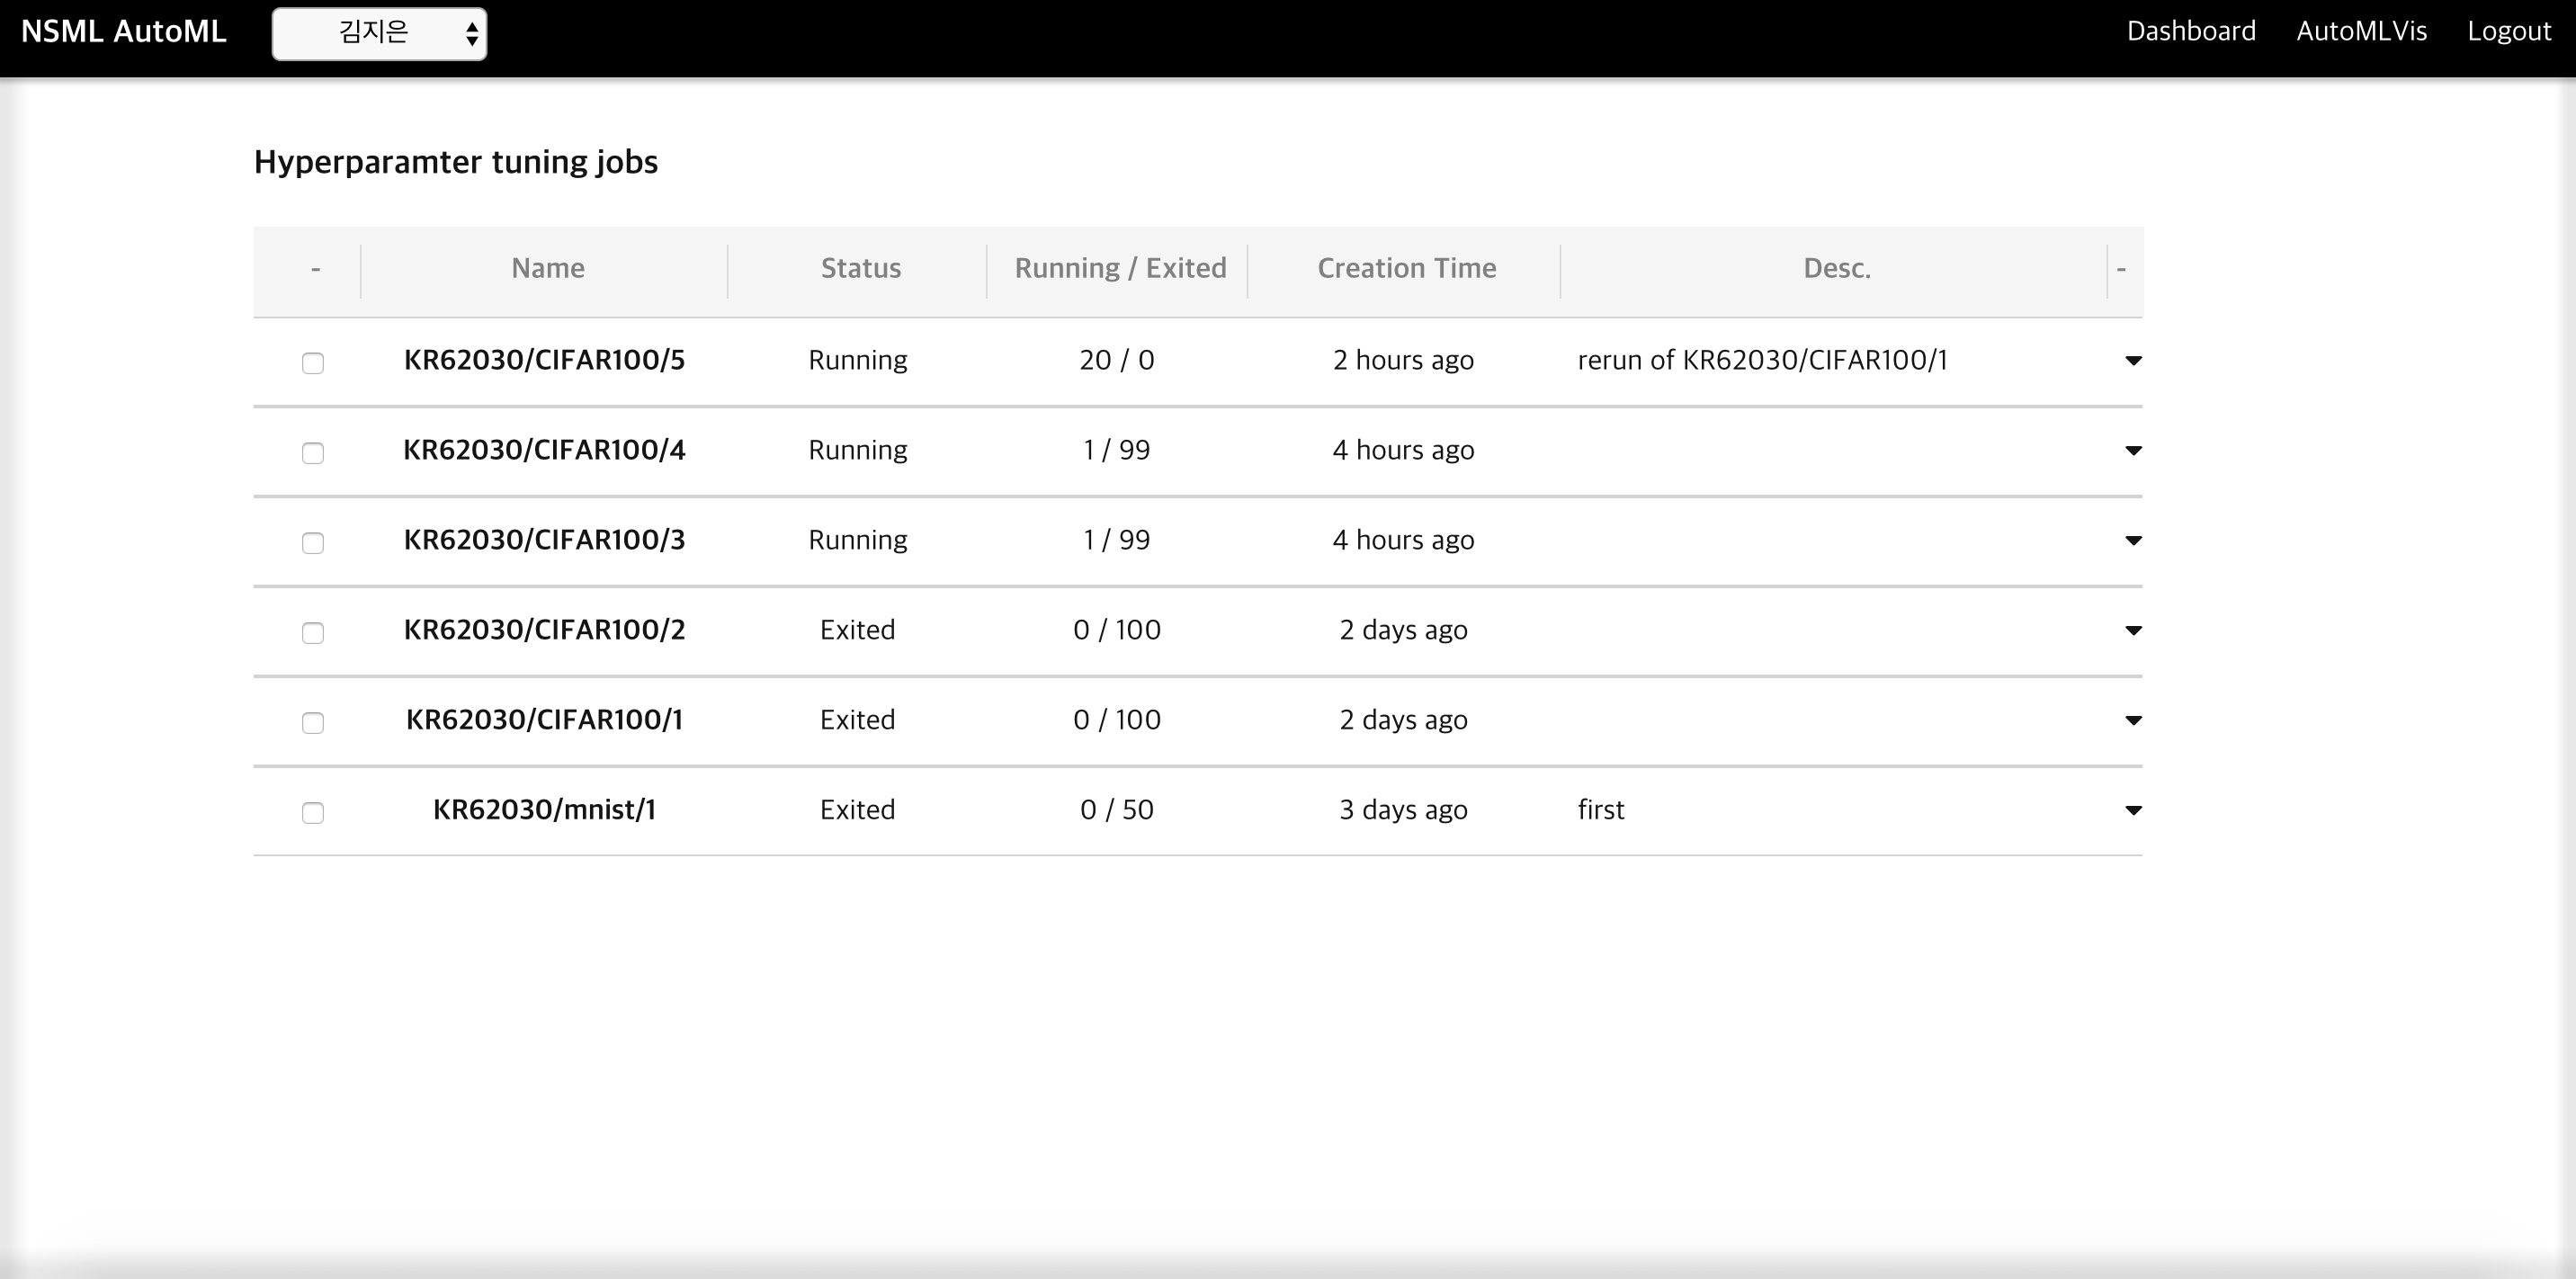 NSML AutoML 김지은 Dashboard AutoMLVis Logout
Hyperparamter tuning jobs
- Name Status Running / Exited Creation Time Desc. -
KR62030/CIFAR100/5 Running 20 / 0 2 hours ago rerun of KR62030/CIFAR100/1
KR62030/CIFAR100/4 Running 1 / 99 4 hours ago
KR62030/CIFAR100/3 Running 1 / 99 4 hours ago
KR62030/CIFAR100/2 Exited 0 / 100 2 days ago
KR62030/CIFAR100/1 Exited 0 / 100 2 days ago
KR62030/mnist/1 Exited 0 / 50 3 days ago first